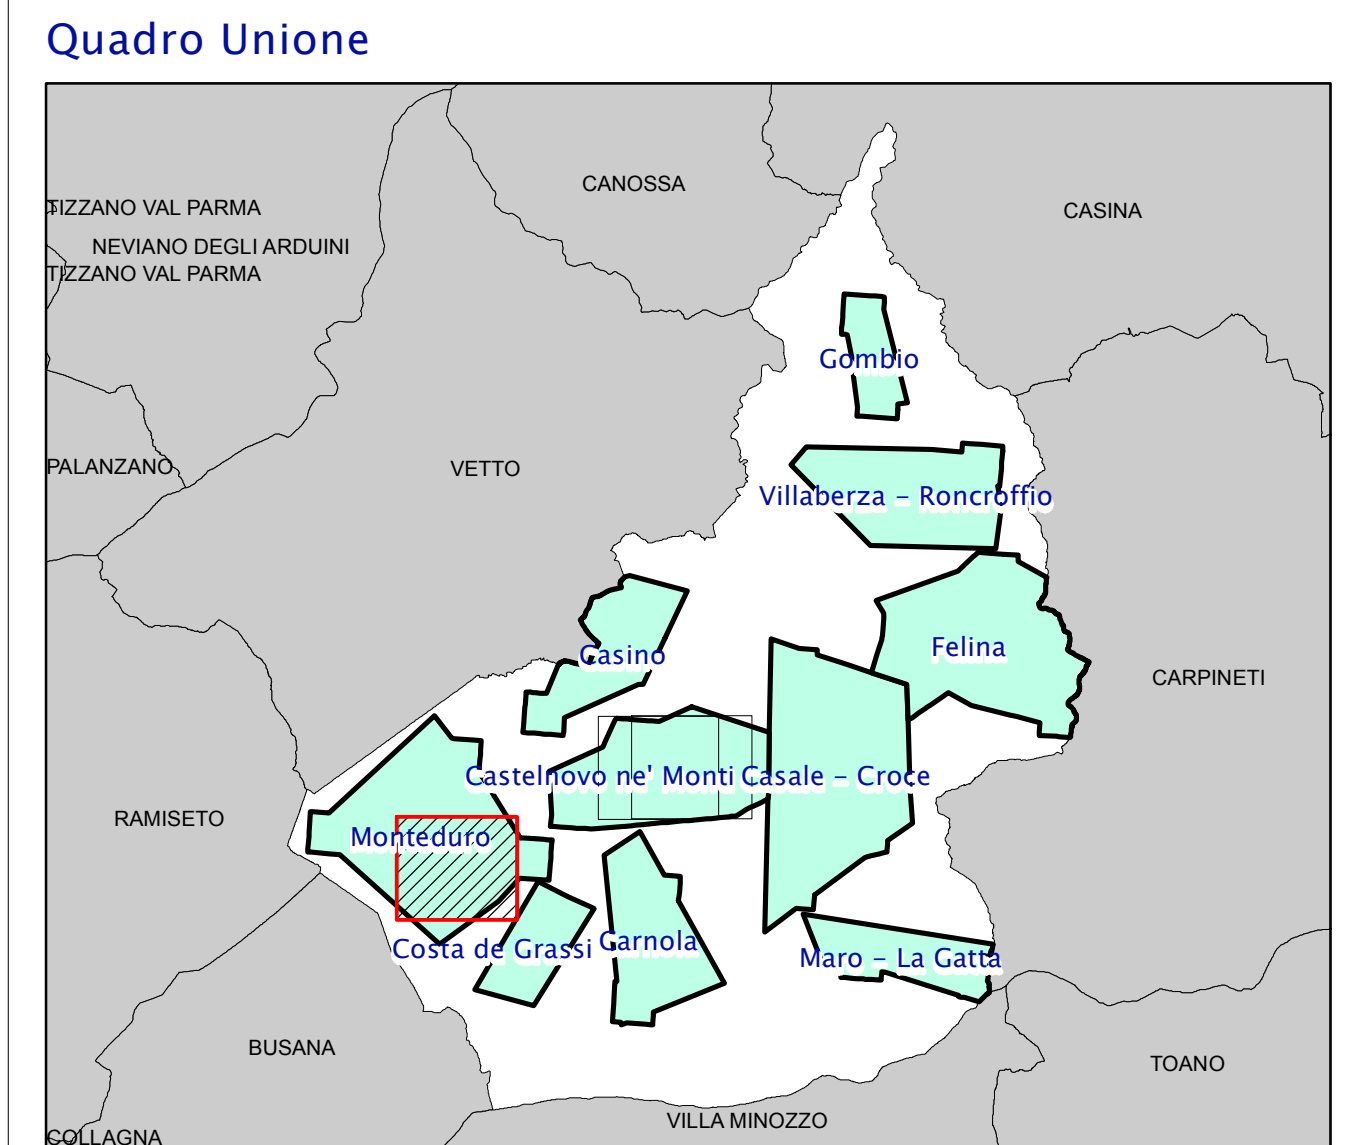 Quadro Unione
CANOSSA
TIZZANO VAL PARMA
CASINA
NEVIANO DEGLI ARDUINI
TIZZANO VAL PARMA
Gombio
PALANZANO
VETTO
Villaberza – Roncroffio
Felina
Casino
CARPINETI
Castelnovo ne' Monti
Casale – Croce
RAMISETO
Monteduro
Costa de Grassi
Carnola
Maro – La Gatta
BUSANA
TOANO
VILLA MINOZZO
COLLAGNA